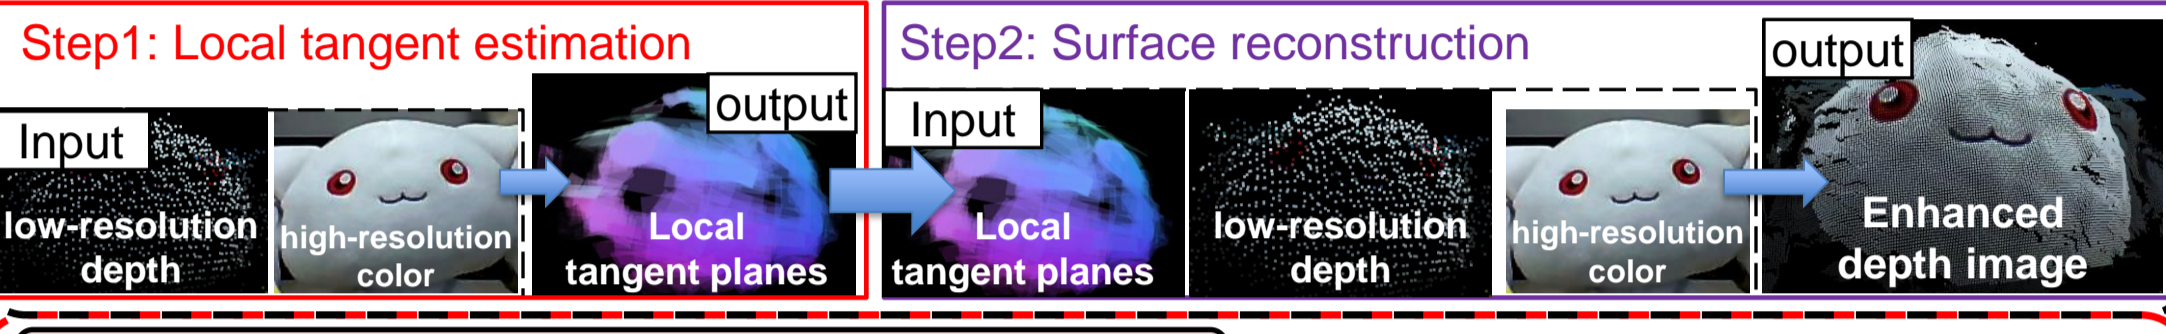 Step1: Local tangent estimation
Input
low-resolution
depth
high-resolution
color
output
Local
tangent planes
Step2: Surface reconstruction
Input
Local
tangent planes
low-resolution
depth
high-resolution
color
output
Enhanced
depth image